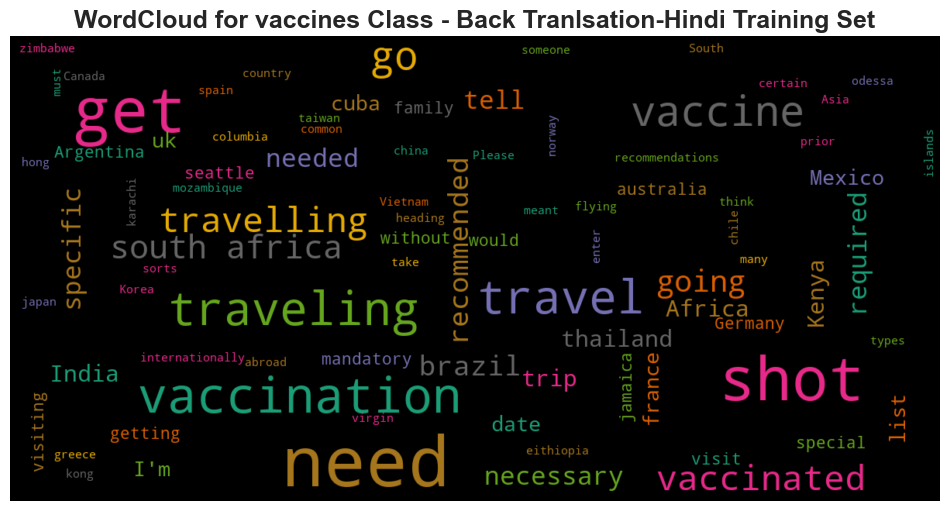 WordCloud for vaccines Class - Back Tranlsation-Hindi Training Set
zimbabwe
go
someone
South
must
Canada
country
certain
odessa
get
spain
cuba
family
tell
vaccine
Asia
taiwan
common
uk
columbia
norway
prior
islands
hong
Argentina
needed
china
Please
recommendations
seattle
mozambique
Mexico
karachi
specific
travelling
Vietnam
recommended
australia
required
heading
meant
flying
think
chile
south africa
without
would
enter
many
sorts
take
going
Kenya
japan
Korea
traveling
travel
Africa
Germany
thailand
types
internationally
abroad
mandatory
brazil
India
trip
jamaica
france
shot
vaccination
virgin
date
list
visiting
getting
special
greece
kong
I'm
need
eithiopia
necessary
visit
vaccinated